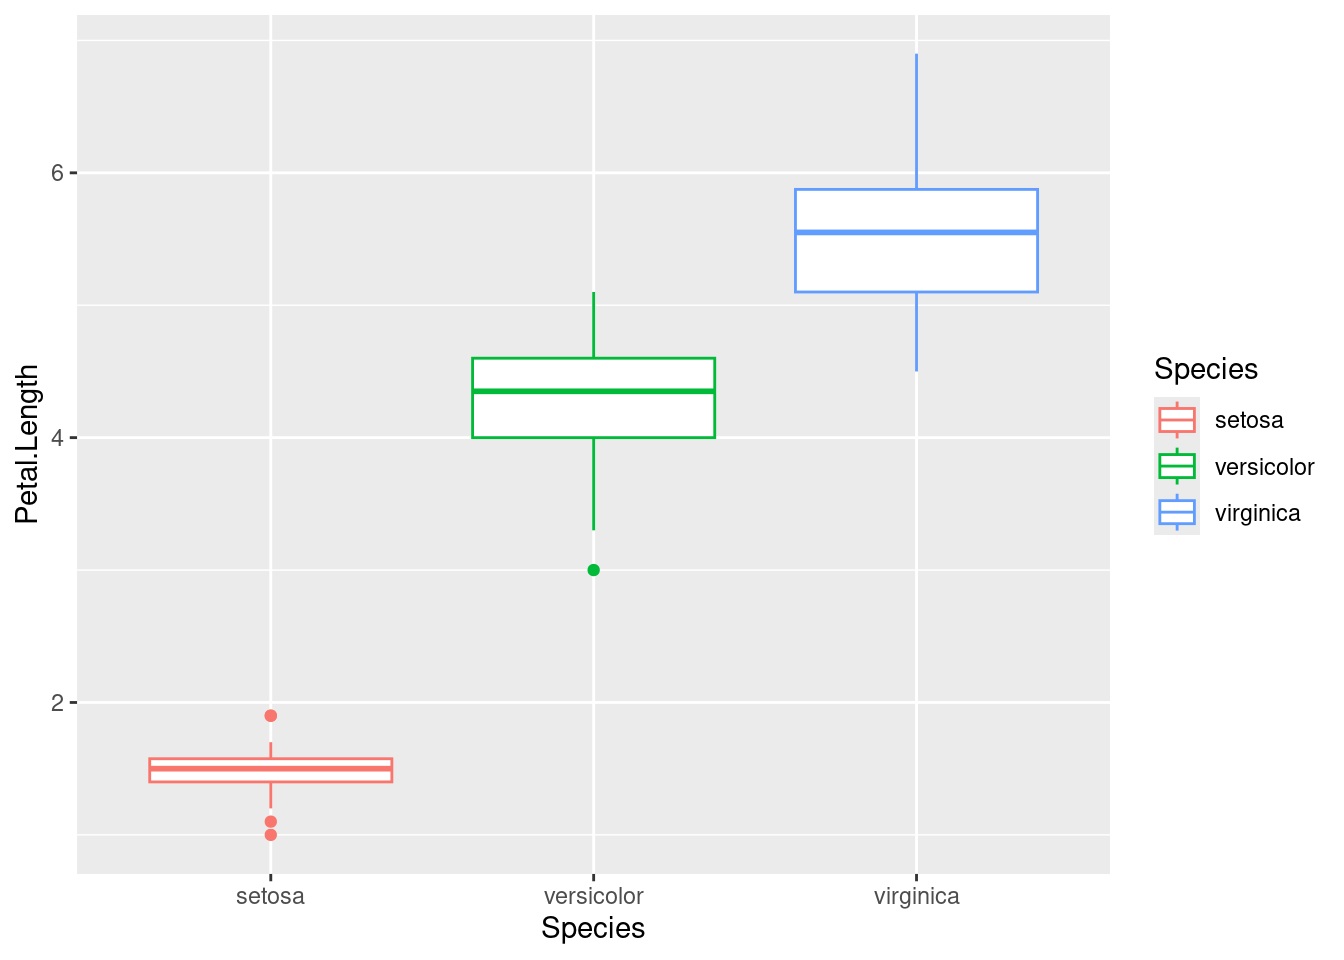 Petal.Length
6
4
2
setosa
versicolor
virginica
Species
Species
setosa
versicolor
virginica